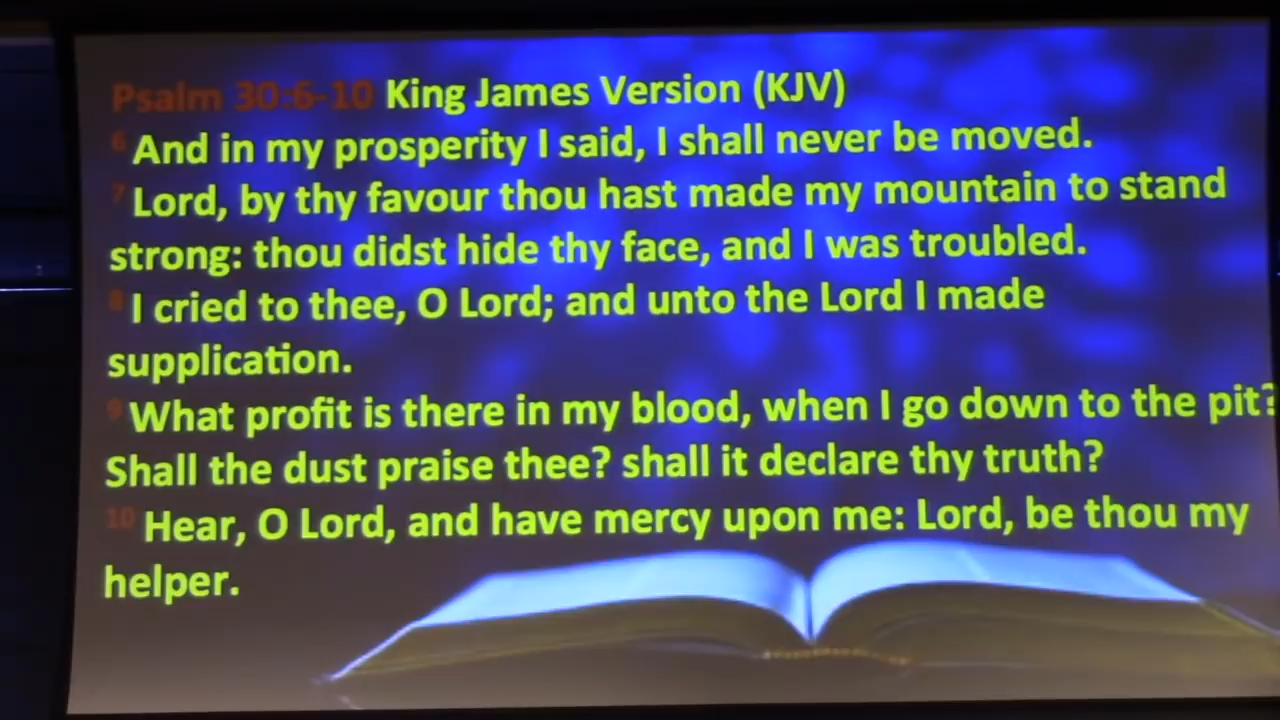 Psalm 30:6-10 King James Version (KJV)
6 And in my prosperity I said, I shall never be moved.
7 Lord, by thy favour thou hast made my mountain to stand
strong: thou didst hide thy face, and I was troubled.
8 I cried to thee, O Lord; and unto the Lord I made
supplication.
9 What profit is there in my blood, when I go down to the pit?
Shall the dust praise thee? shall it declare thy truth?
10 Hear, O Lord, and have mercy upon me: Lord, be thou my
helper.